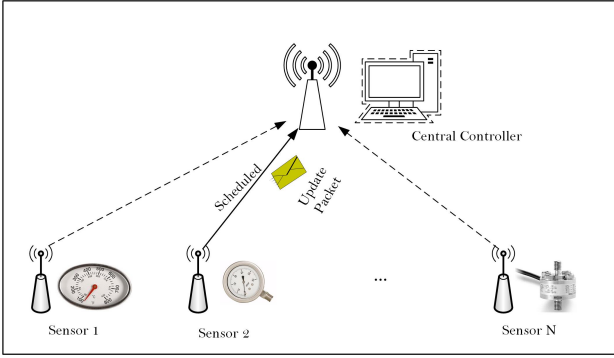 Central Controller
Scheduled
Update
Packet
...
Sensor 1
Sensor 2
Sensor N